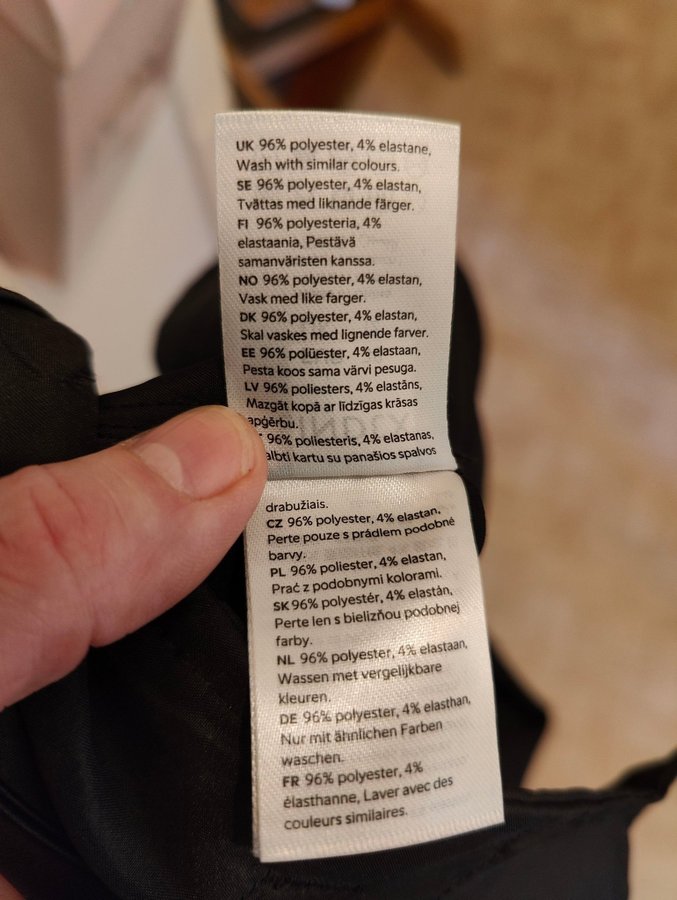 UK 96% polyester, 4% elastane,
Wash with similar colours.
SE 96% polyester, 4% elastan,
Tvättas med liknande färger.
FI 96% polyesteria, 4%
elastaania, Pestävä
samanväristen kanssa.
NO 96% polyester, 4% elastan,
Vask med like farger.
DK 96% polyester, 4% elastan,
Skal vaskes med lignende farver.
EE 96% polüester, 4% elastaan,
Pesta koos sama värvi pesuga.
LV 96% poliesters, 4% elastāns,
Mazgāt kopā ar līdzīgas krāsas
apģērbu.
96% poliesteris, 4% elastanas,
kartu su panašios spalvos
drabužiais.
CZ 96% polyester, 4% elastan.
Perte pouze s prádlem podobné
barvy.
PL 96% poliester, 4% elastan,
Prać z podobnymi kolorami.
SK 96% polyestér, 4% elastán,
Perte len s bielizňou podobnej
farby.
NL 96% polyester, 4% elastaan,
Wassen met vergelijkbare
kleuren.
DE 96% polyester, 4% elasthan,
Nur mit ähnlichen Farben
waschen.
FR 96% polyester, 4%
élasthanne, Laver avec des
couleurs similaires.